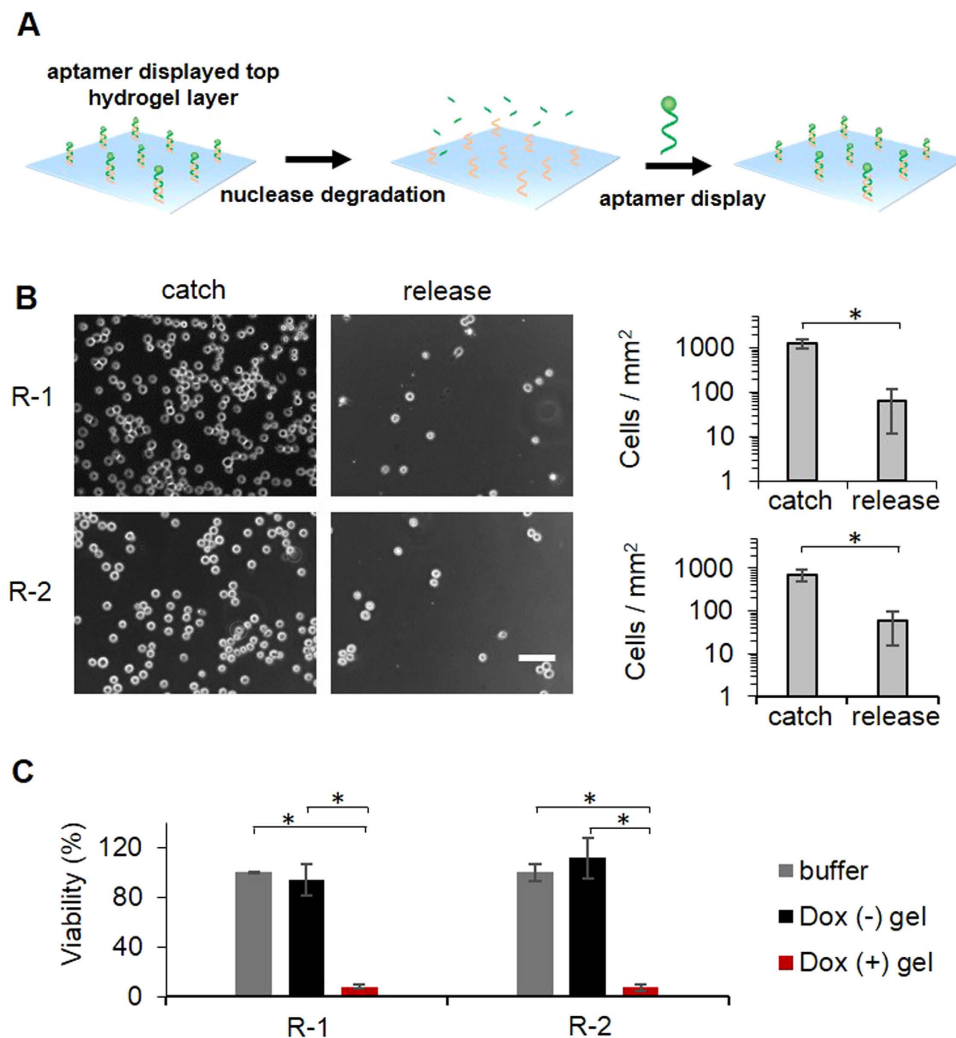 A
aptamer displayed top
hydrogel layer
nuclease degradation
aptamer display
B
catch
release
R-1
R-2
*
Cells / mm²
1000
100
10
1
catch
release
*
Cells / mm²
1000
100
10
1
catch
release
C
Viability (%)
120
80
40
0
*
*
*
*
R-1
R-2
buffer
Dox (-) gel
Dox (+) gel